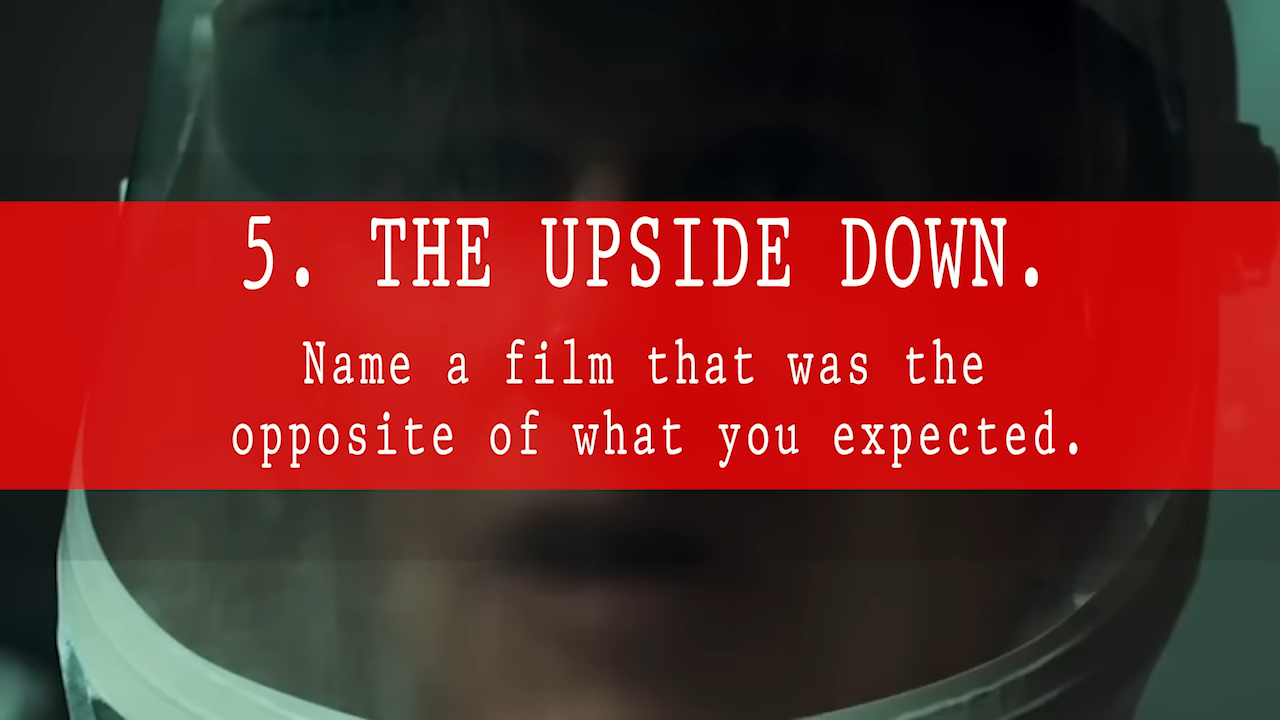 5. THE UPSIDE DOWN.
Name a film that was the
opposite of what you expected.